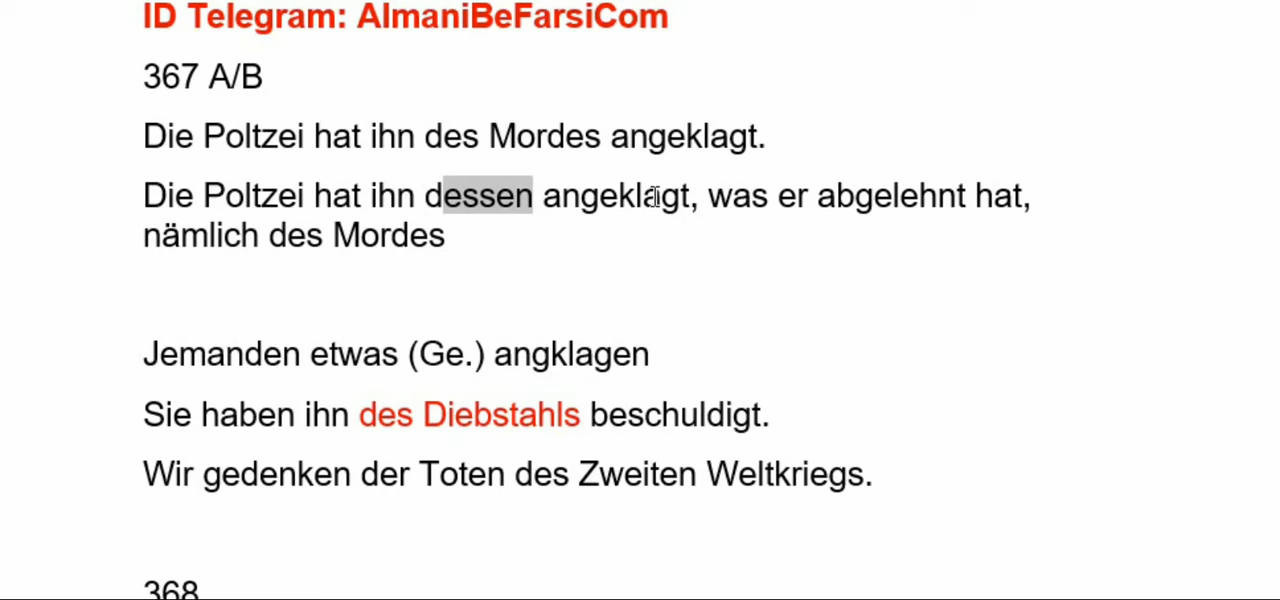 ID Telegram: AlmaniBeFarsiCom
367 A/B
Die Poltzei hat ihn des Mordes angeklagt.
Die Poltzei hat ihn dessen angeklagt, was er abgelehnt hat,
nämlich des Mordes
Jemanden etwas (Ge.) angklagen
Sie haben ihn des Diebstahls beschuldigt.
Wir gedenken der Toten des Zweiten Weltkriegs.
368